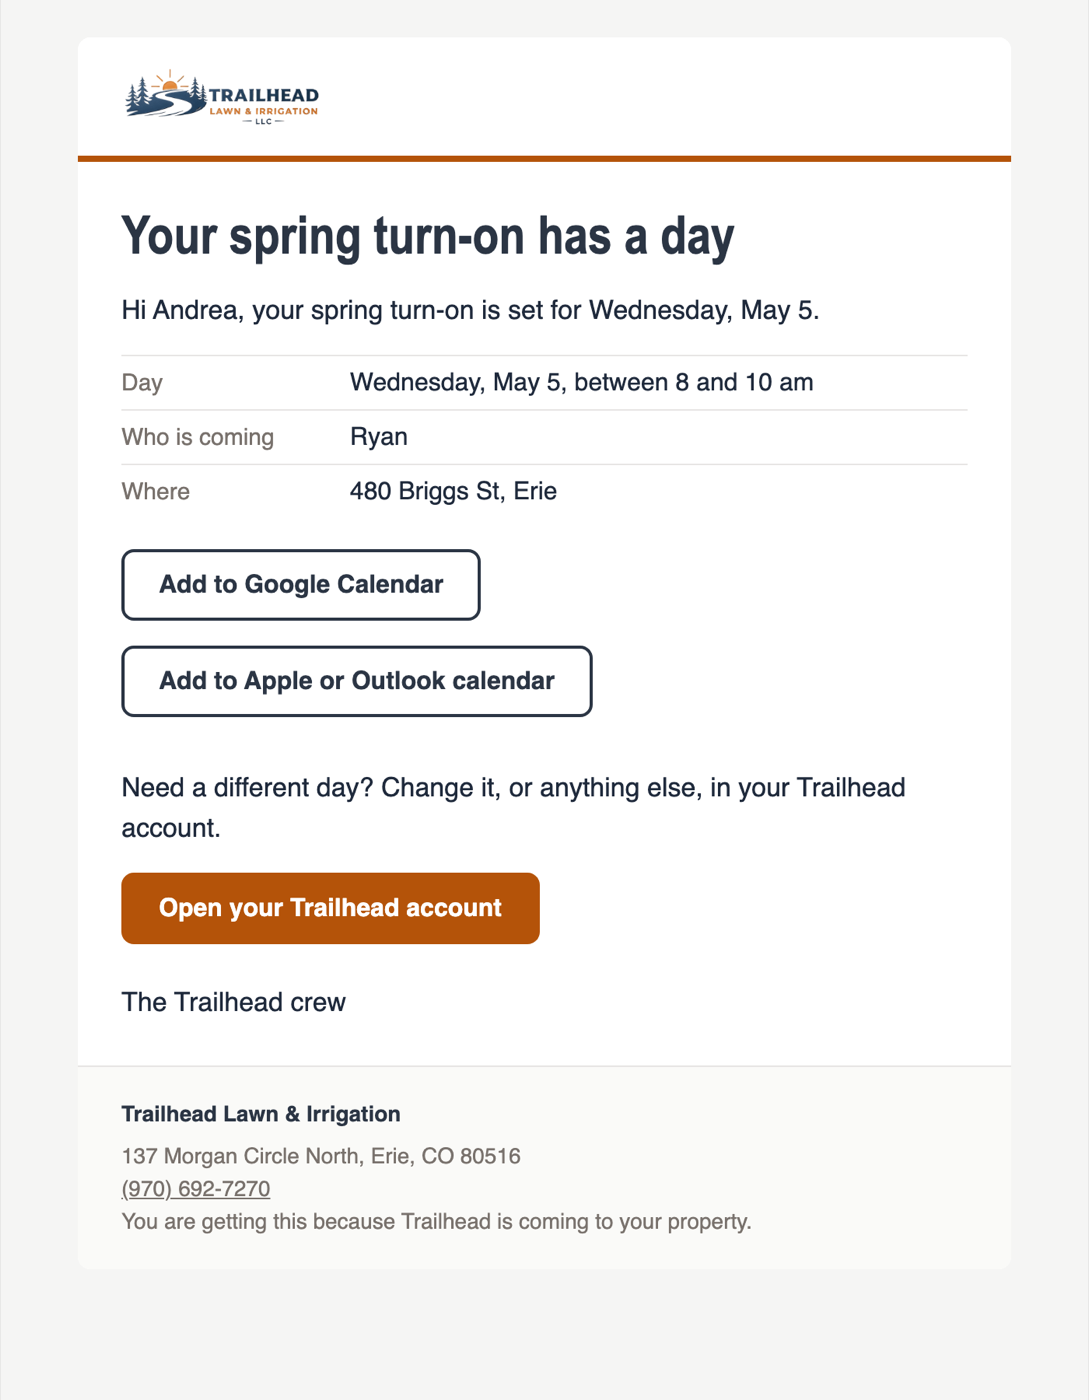 TRAILHEAD
LAWN & IRRIGATION
LLC
Your spring turn-on has a day
Hi Andrea, your spring turn-on is set for Wednesday, May 5.
Day Wednesday, May 5, between 8 and 10 am
Who is coming Ryan
Where 480 Briggs St, Erie
Add to Google Calendar
Add to Apple or Outlook calendar
Need a different day? Change it, or anything else, in your Trailhead
account.
Open your Trailhead account
The Trailhead crew
Trailhead Lawn & Irrigation
137 Morgan Circle North, Erie, CO 80516
(970) 692-7270
You are getting this because Trailhead is coming to your property.